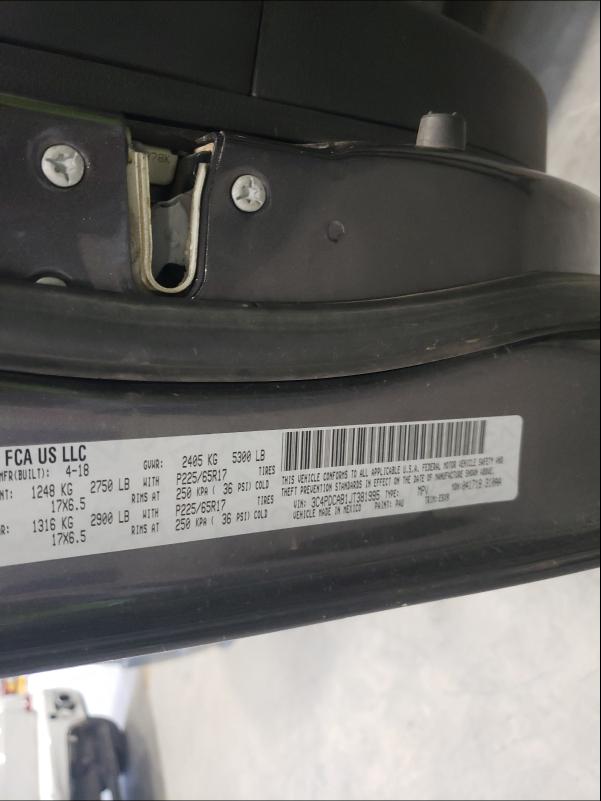 FCA US LLC
MFR(BUILT): 4-18 GVWR: 2405 KG 5300 LB
NT: 1248 KG 2750 LB WITH P225/65R17 TIRES
17X6.5 RIMS AT 250 KPA ( 36 PSI) COLD
R: 1316 KG 2900 LB WITH P225/65R17 TIRES
17X6.5 RIMS AT 250 KPA ( 36 PSI) COLD
THIS VEHICLE CONFORMS TO ALL APPLICABLE U.S.A. FEDERAL MOTOR VEHICLE SAFETY AND
THEFT PREVENTION STANDARDS IN EFFECT ON THE DATE OF MANUFACTURE SHOWN ABOVE.
VIN: 3C4PDCAB1JT381985 TYPE: MPV MDH:
VEHICLE MADE IN MEXICO PAINT: PAU TRIM: